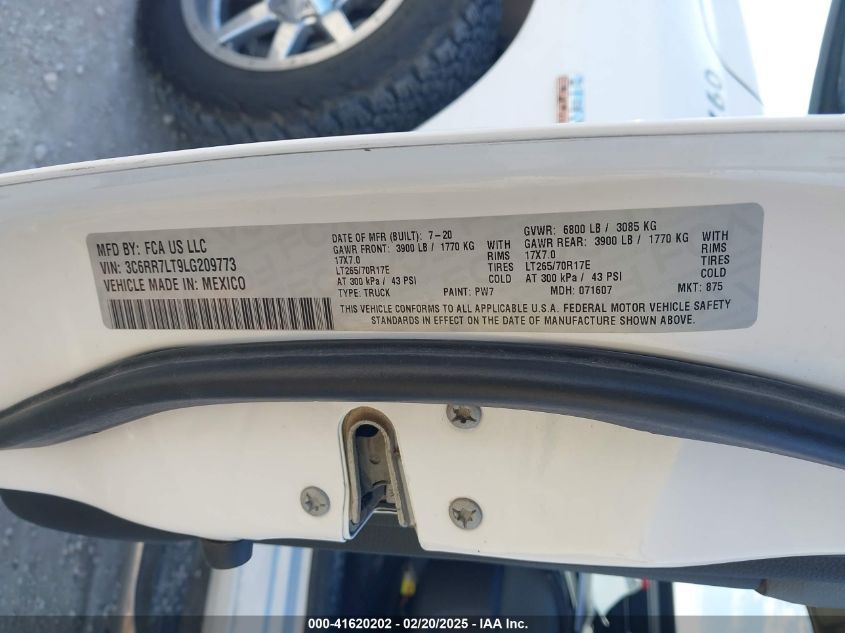 MFD BY: FCA US LLC
VIN: 3C6RR7LT9LG209773
VEHICLE MADE IN: MEXICO
DATE OF MFR (BUILT): 7-20
GAWR FRONT: 3900 LB / 1770 KG WITH
17X7.0 RIMS
LT265/70R17E TIRES
AT 300 kPa / 43 PSI COLD
TYPE: TRUCK PAINT: PW7
GVWR: 6800 LB / 3085 KG
GAWR REAR: 3900 LB / 1770 KG WITH
17X7.0 RIMS
LT265/70R17E TIRES
AT 300 kPa / 43 PSI COLD
MDH: 071607 MKT: 875
THIS VEHICLE CONFORMS TO ALL APPLICABLE U.S.A. FEDERAL MOTOR VEHICLE SAFETY
STANDARDS IN EFFECT ON THE DATE OF MANUFACTURE SHOWN ABOVE.
000-41620202 - 02/20/2025 - IAA Inc.